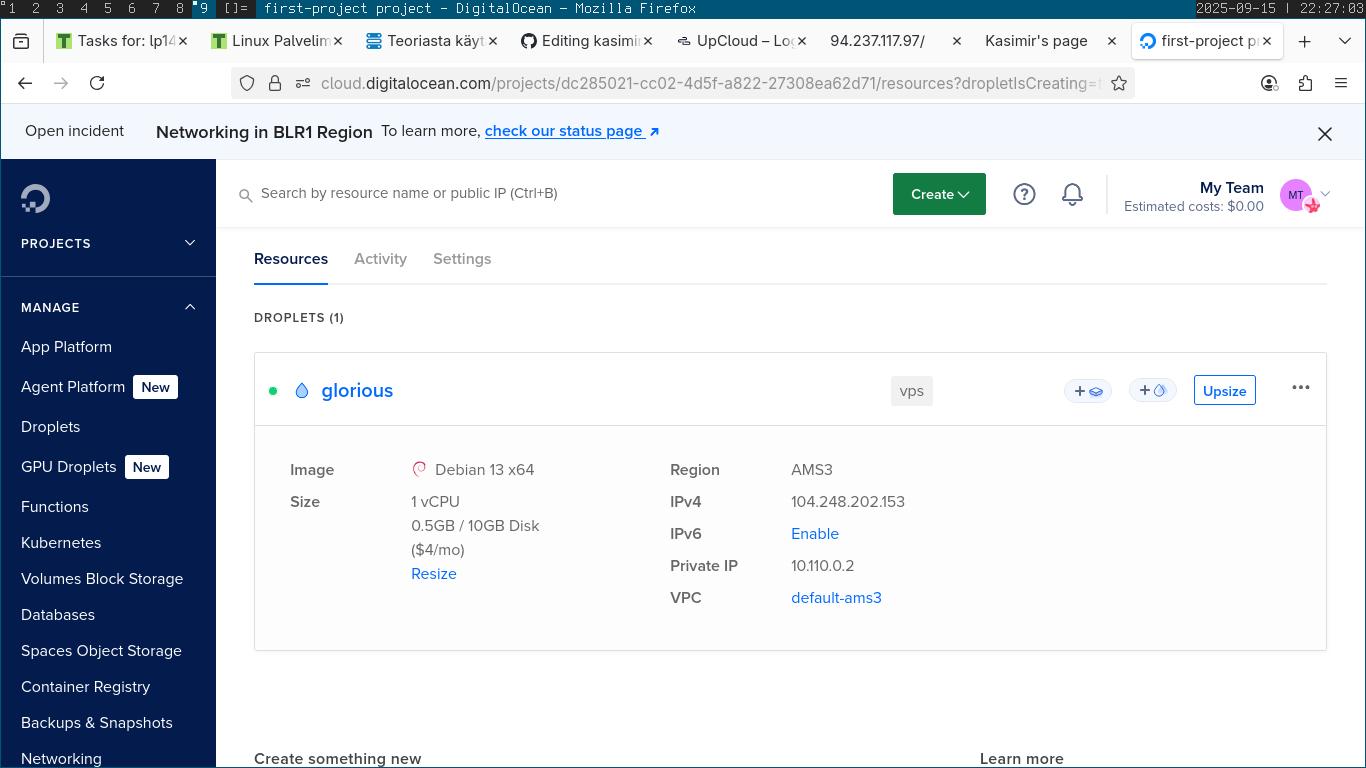 1 2 3 4 5 6 7 8 9 []= first-project project — DigitalOcean — Mozilla Firefox 2025-09-15 | 22:27:03
Tasks for: lp14 Linux Palvelim Teoriasta käyt Editing kasimir UpCloud – Log 94.237.117.97/ Kasimir's page first-project pr
cloud.digitalocean.com/projects/dc285021-cc02-4d5f-a822-27308ea62d71/resources?dropletIsCreating=
Open incident Networking in BLR1 Region To learn more, check our status page
Search by resource name or public IP (Ctrl+B)
Create
My Team
Estimated costs: $0.00
MT
PROJECTS
MANAGE
App Platform
Agent Platform New
Droplets
GPU Droplets New
Functions
Kubernetes
Volumes Block Storage
Databases
Spaces Object Storage
Container Registry
Backups & Snapshots
Networking
Resources Activity Settings
DROPLETS (1)
glorious vps Upsize
Image Debian 13 x64
Size 1 vCPU
0.5GB / 10GB Disk
($4/mo)
Resize
Region AMS3
IPv4 104.248.202.153
IPv6 Enable
Private IP 10.110.0.2
VPC default-ams3
Create something new Learn more